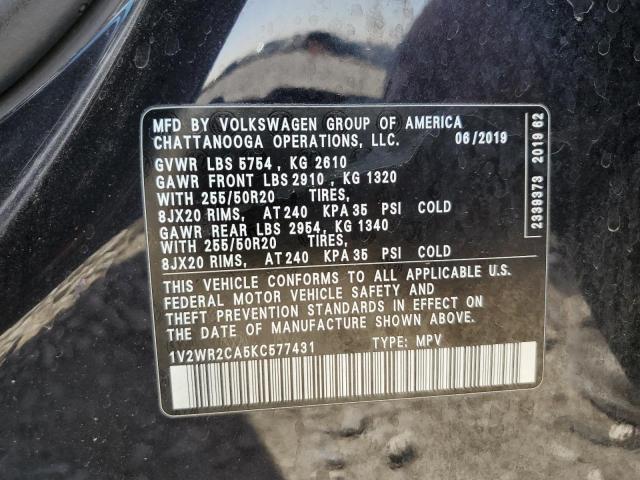 MFD BY VOLKSWAGEN GROUP OF AMERICA
CHATTANOOGA OPERATIONS, LLC. 06/2019
GVWR LBS 5754 , KG 2610
GAWR FRONT LBS 2910 , KG 1320
WITH 255/50R20 TIRES,
8JX20 RIMS, AT 240 KPA 35 PSI COLD
GAWR REAR LBS 2954, KG 1340
WITH 255/50R20 TIRES,
8JX20 RIMS, AT 240 KPA 35 PSI COLD
THIS VEHICLE CONFORMS TO ALL APPLICABLE U.S.
FEDERAL MOTOR VEHICLE SAFETY AND
THEFT PREVENTION STANDARDS IN EFFECT ON
THE DATE OF MANUFACTURE SHOWN ABOVE.
1V2WR2CA5KC577431 TYPE: MPV
2339373 2019 62